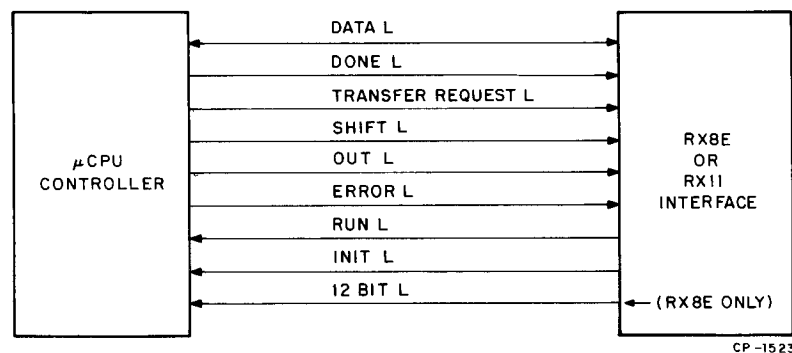 DATA L
DONE L
TRANSFER REQUEST L
SHIFT L
OUT L
ERROR L
RUN L
INIT L
12 BIT L
μCPU
CONTROLLER
RX8E
OR
RX11
INTERFACE
(RX8E ONLY)
CP-1523